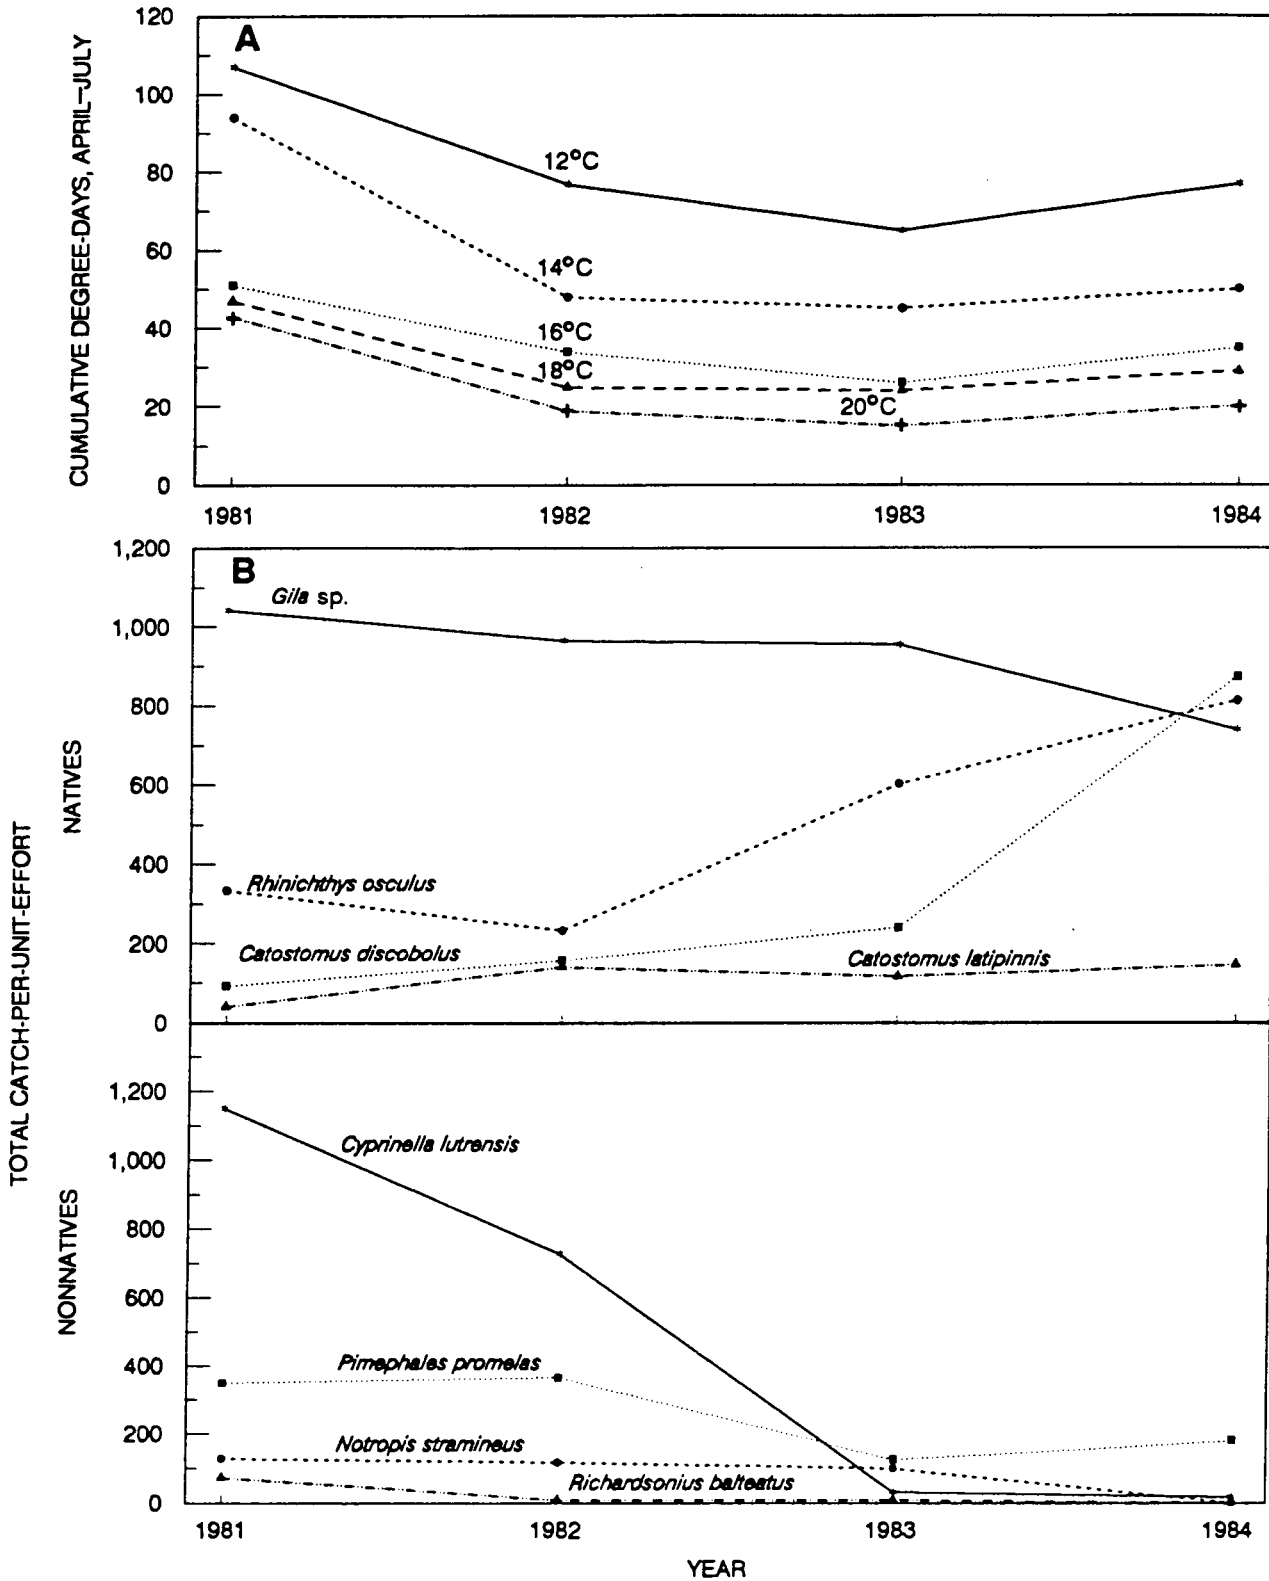 A
CUMULATIVE DEGREE-DAYS, APRIL–JULY
120
100
80
60
40
20
0
12°C
14°C
16°C
18°C
20°C
1981 1982 1983 1984
B
TOTAL CATCH-PER-UNIT-EFFORT
NATIVES
1,200
1,000
800
600
400
200
0
Gila sp.
Rhinichthys osculus
Catostomus discobolus
Catostomus latipinnis
NONNATIVES
1,200
1,000
800
600
400
200
0
Cyprinella lutrensis
Pimephales promelas
Notropis stramineus
Richardsonius balteatus
1981 1982 1983 1984
YEAR